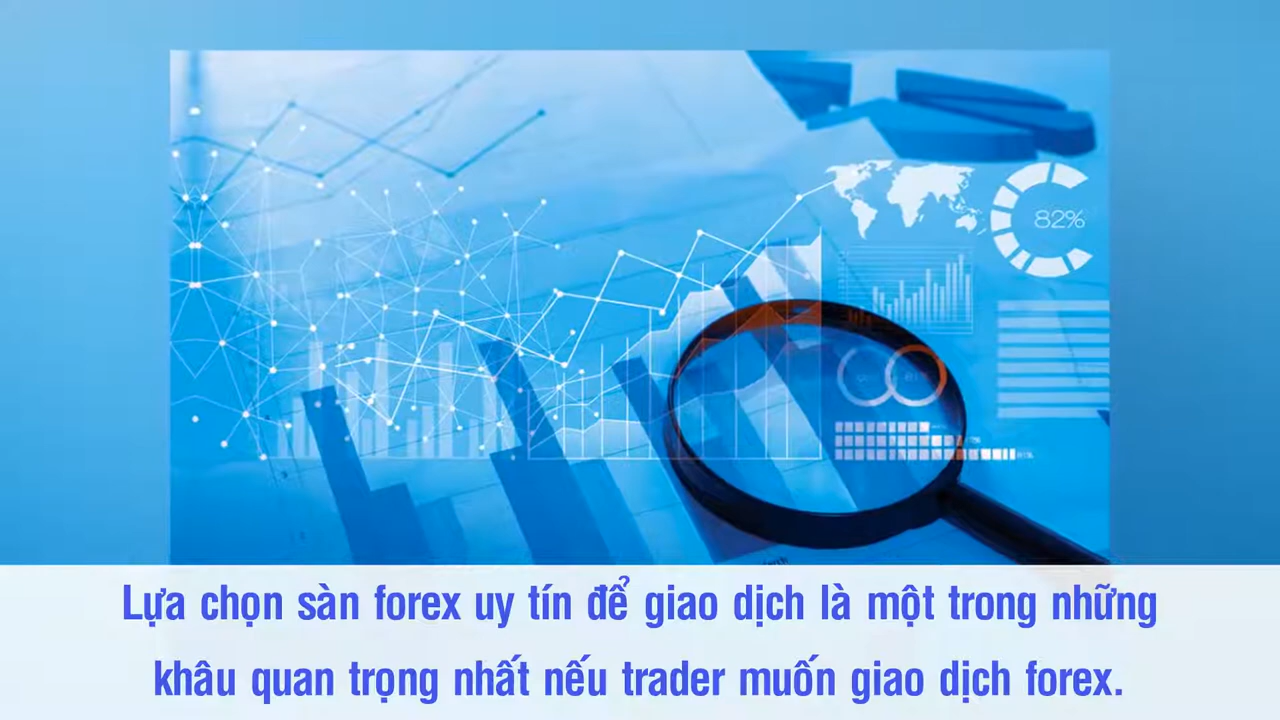 82%
Lựa chọn sàn forex uy tín để giao dịch là một trong những
khâu quan trọng nhất nếu trader muốn giao dịch forex.